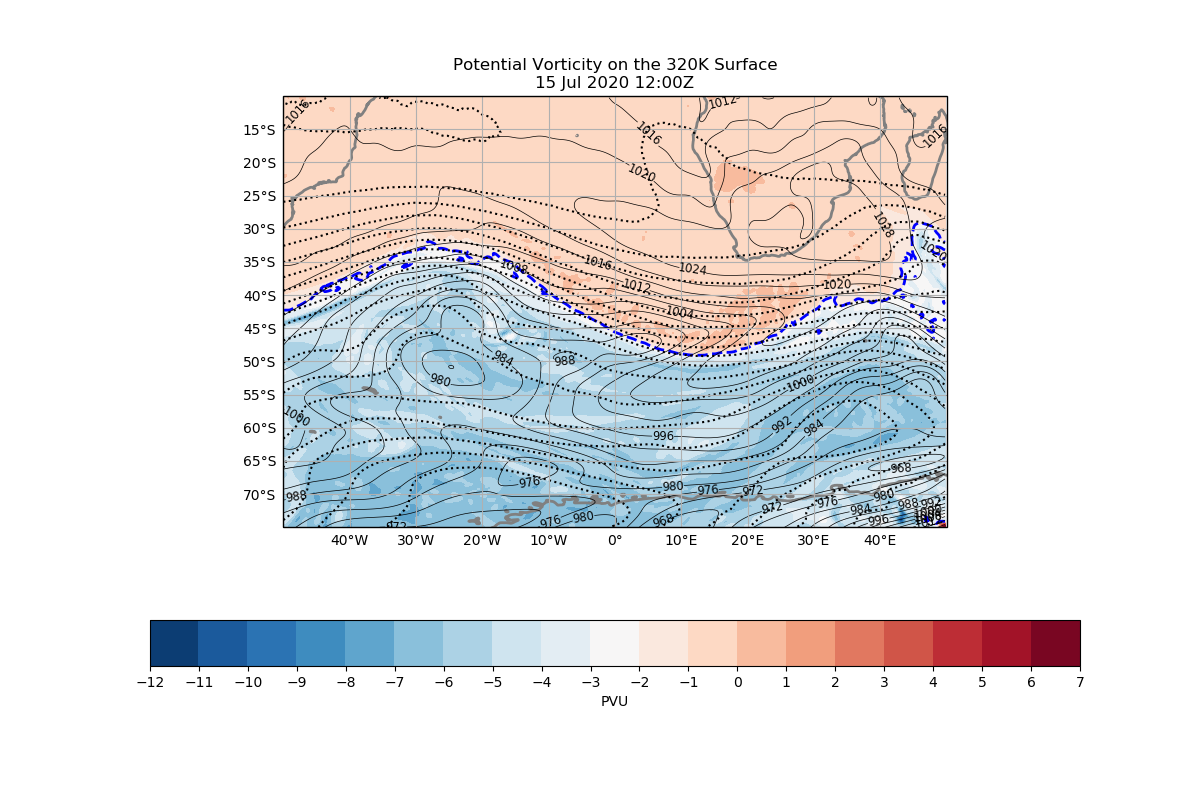 Potential Vorticity on the 320K Surface
15 Jul 2020 12:00Z
1012
1016
1016
1016
15°S
20°S
1020
25°S
1028
30°S
1020
35°S
1008
1016
1024
1012
1020
40°S
1004
45°S
984
988
50°S
980
1000
55°S
1000
992
984
60°S
996
65°S
968
976
980
976
972
70°S
988
980
976
988
992
972
984
972
976
980
968
996
40°W
30°W
20°W
10°W
0°
10°E
20°E
30°E
40°E
−12
−11
−10
−9
−8
−7
−6
−5
−4
−3
−2
−1
0
1
2
3
4
5
6
7
PVU